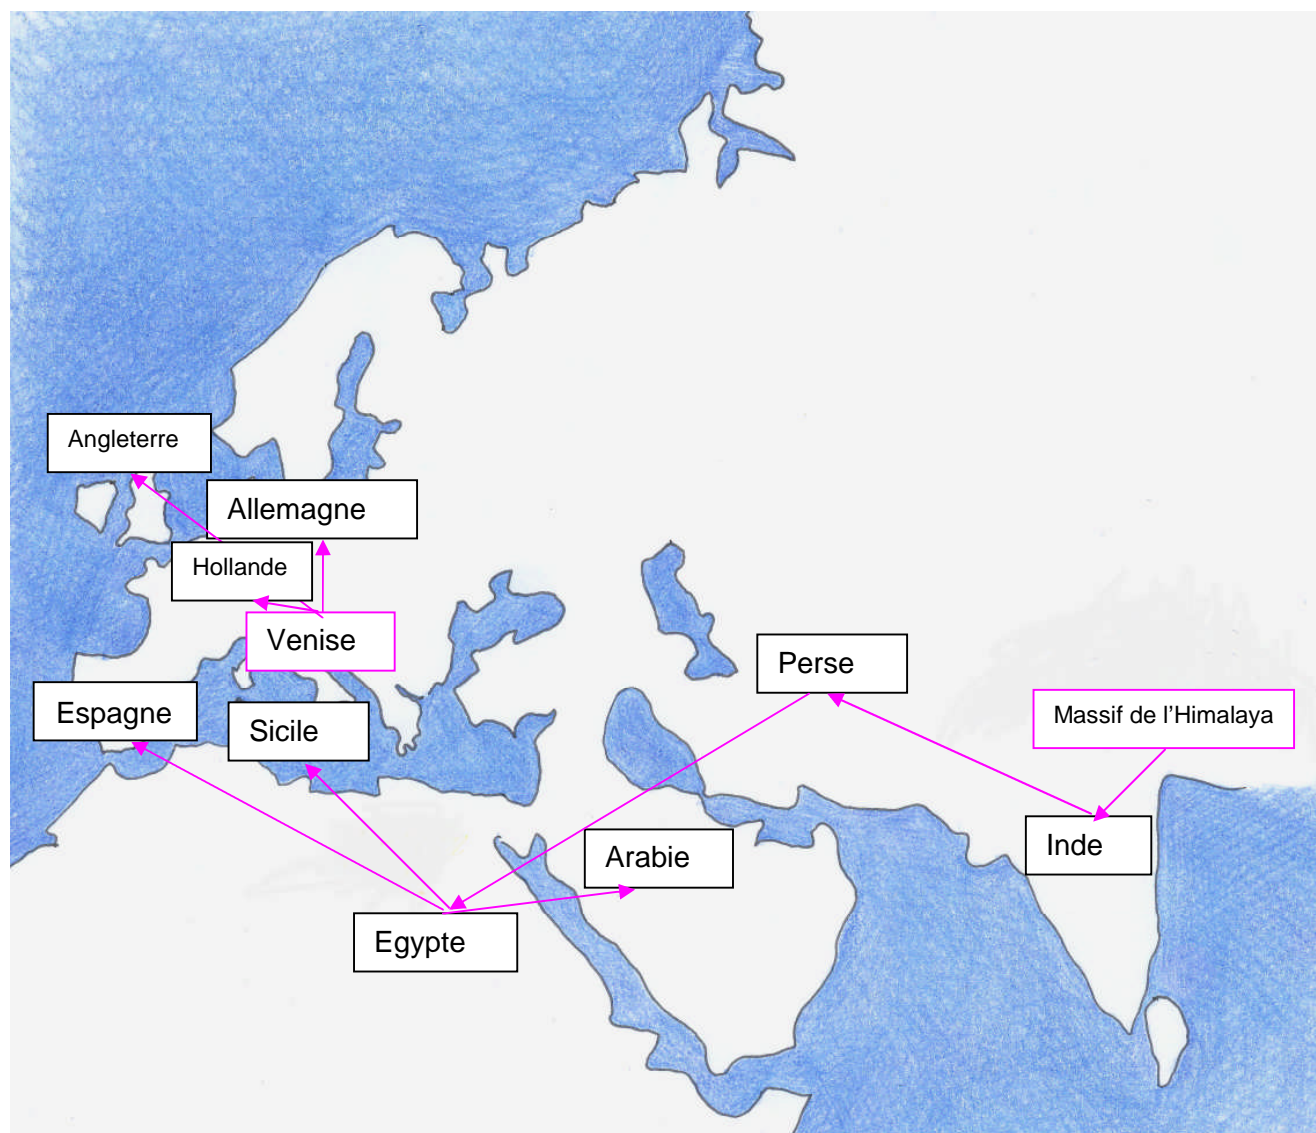 Angleterre
Allemagne
Hollande
Venise
Perse
Espagne
Sicile
Massif de l’Himalaya
Arabie
Inde
Egypte